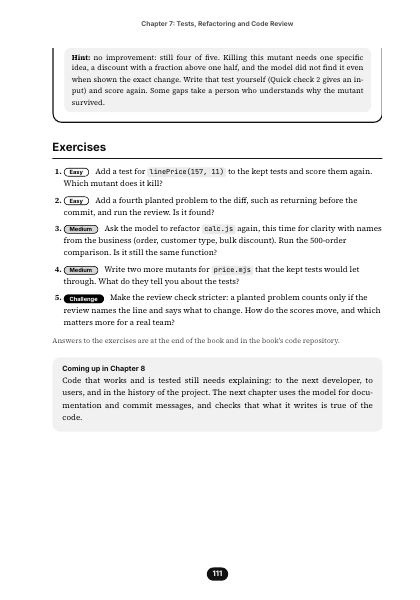 Chapter 7: Tests, Refactoring and Code Review
Hint: no improvement: still four of five. Killing this mutant needs one specific
idea, a discount with a fraction above one half, and the model did not find it even
when shown the exact change. Write that test yourself (Quick check 2 gives an in-
put) and score again. Some gaps take a person who understands why the mutant
survived.
Exercises
1. Easy Add a test for linePrice(157, 11) to the kept tests and score them again.
Which mutant does it kill?
2. Easy Add a fourth planted problem to the diff, such as returning before the
commit, and run the review. Is it found?
3. Medium Ask the model to refactor calc.js again, this time for clarity with names
from the business (order, customer type, bulk discount). Run the 500-order
comparison. Is it still the same function?
4. Medium Write two more mutants for price.mjs that the kept tests would let
through. What do they tell you about the tests?
5. Challenge Make the review check stricter: a planted problem counts only if the
review names the line and says what to change. How do the scores move, and which
matters more for a real team?
Answers to the exercises are at the end of the book and in the book's code repository.
Coming up in Chapter 8
Code that works and is tested still needs explaining: to the next developer, to
users, and in the history of the project. The next chapter uses the model for docu-
mentation and commit messages, and checks that what it writes is true of the
code.
111